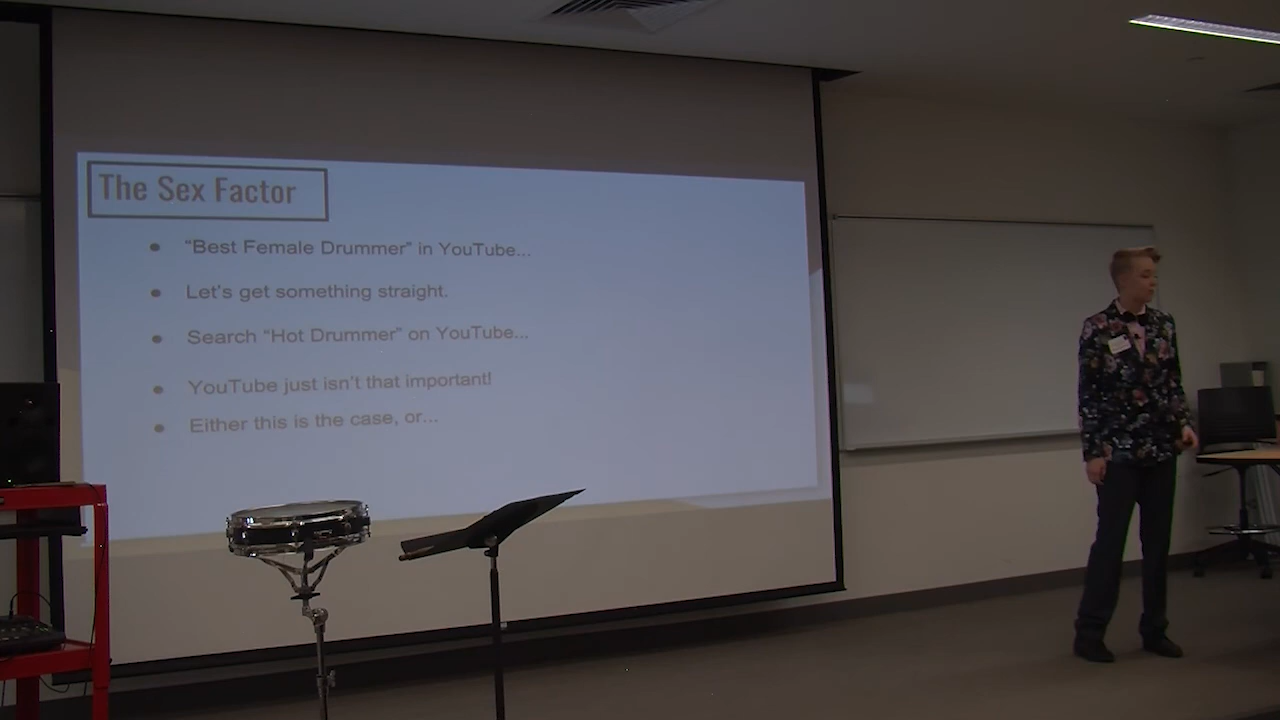 The Sex Factor
“Best Female Drummer” in YouTube...
Let's get something straight.
Search “Hot Drummer” on YouTube...
YouTube just isn't that important!
Either this is the case, or...